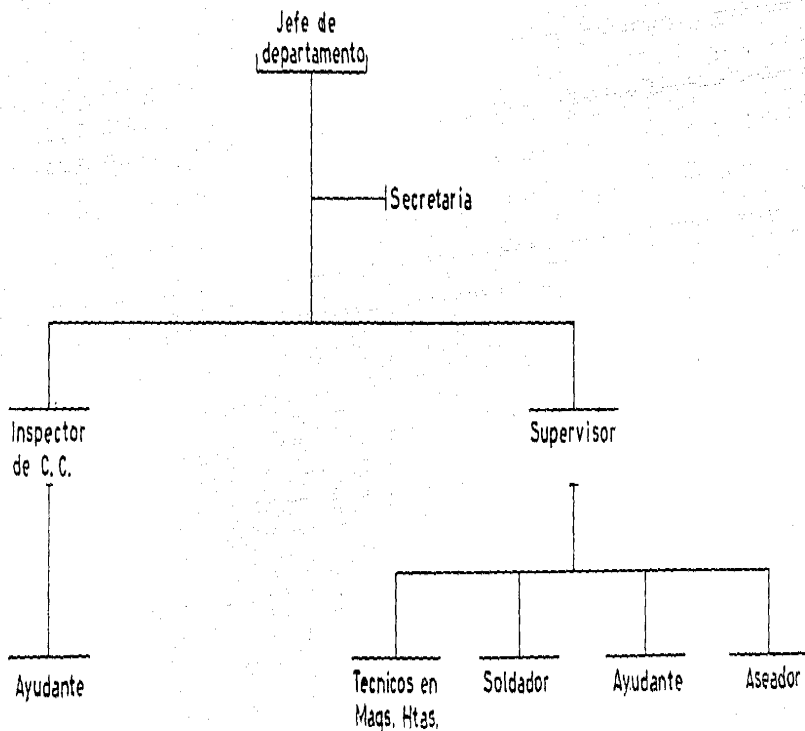 Jefe de
departamento
Secretaria
Inspector
de C. C.
Supervisor
Ayudante
Tecnicos en
Maqs. Htas.
Soldador
Ayudante
Aseador